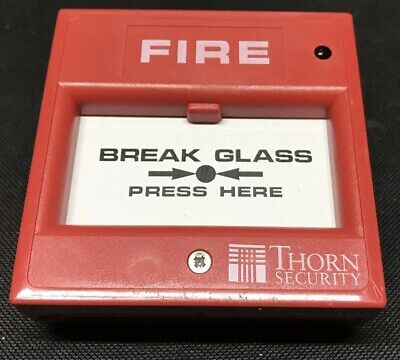 FIRE
BREAK GLASS
PRESS HERE
THORN
SECURITY